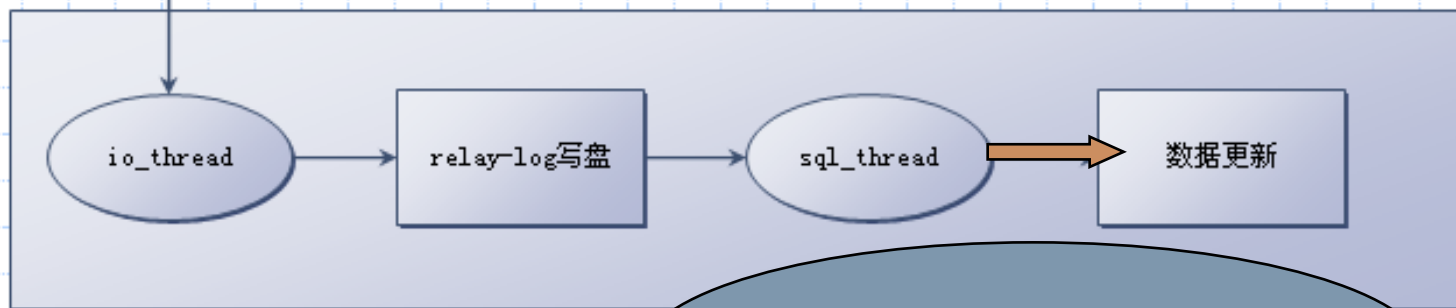 io_thread
relay-log写盘
sql_thread
数据更新